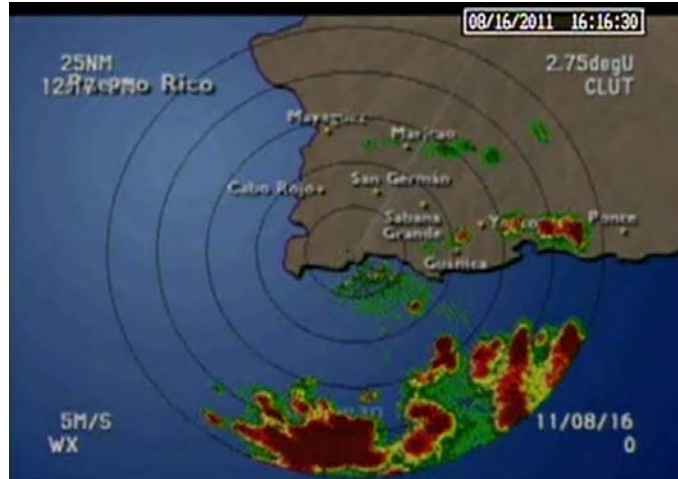 08/16/2011 16:16:30
25NM
2.75degU
Puerto Rico
CLUT
Mayaguez
Maricao
San Germán
Cabo Rojo
Sabana
Grande
Yauco
Ponce
Guanica
5M/S
11/08/16
WX
0